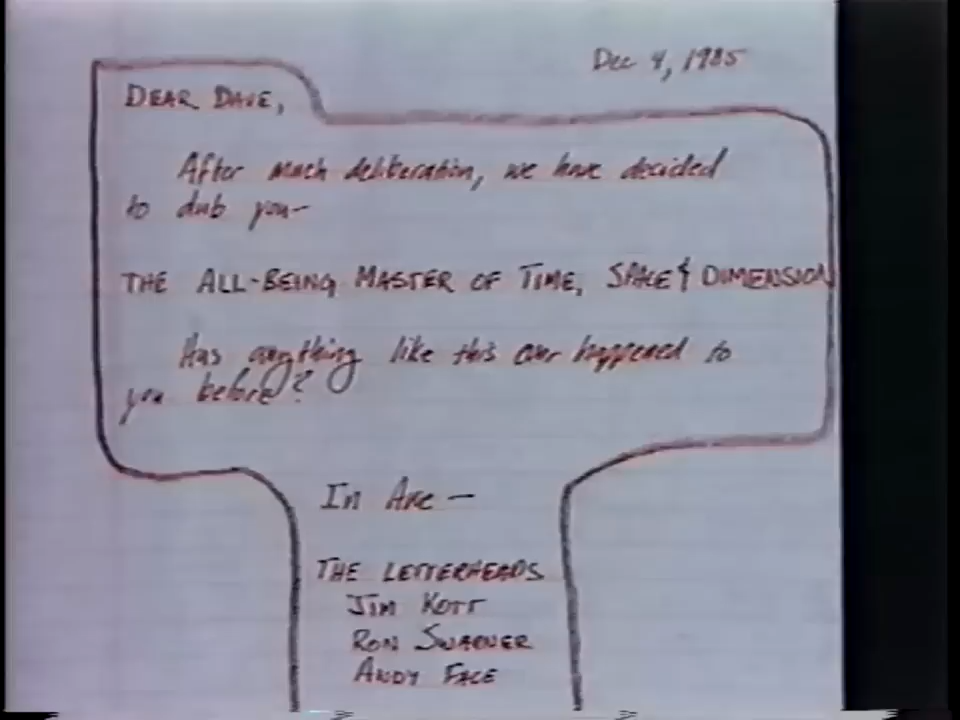 Dec 4, 1985
DEAR DAVE,
After much deliberation, we have decided
to dub you—
THE ALL-BEING MASTER OF TIME, SPACE & DIMENSION
Has anything like this ever happened to
you before?
In Awe —
THE LETTERHEADS
JIM KOTT
RON SWARNER
ANDY FACE